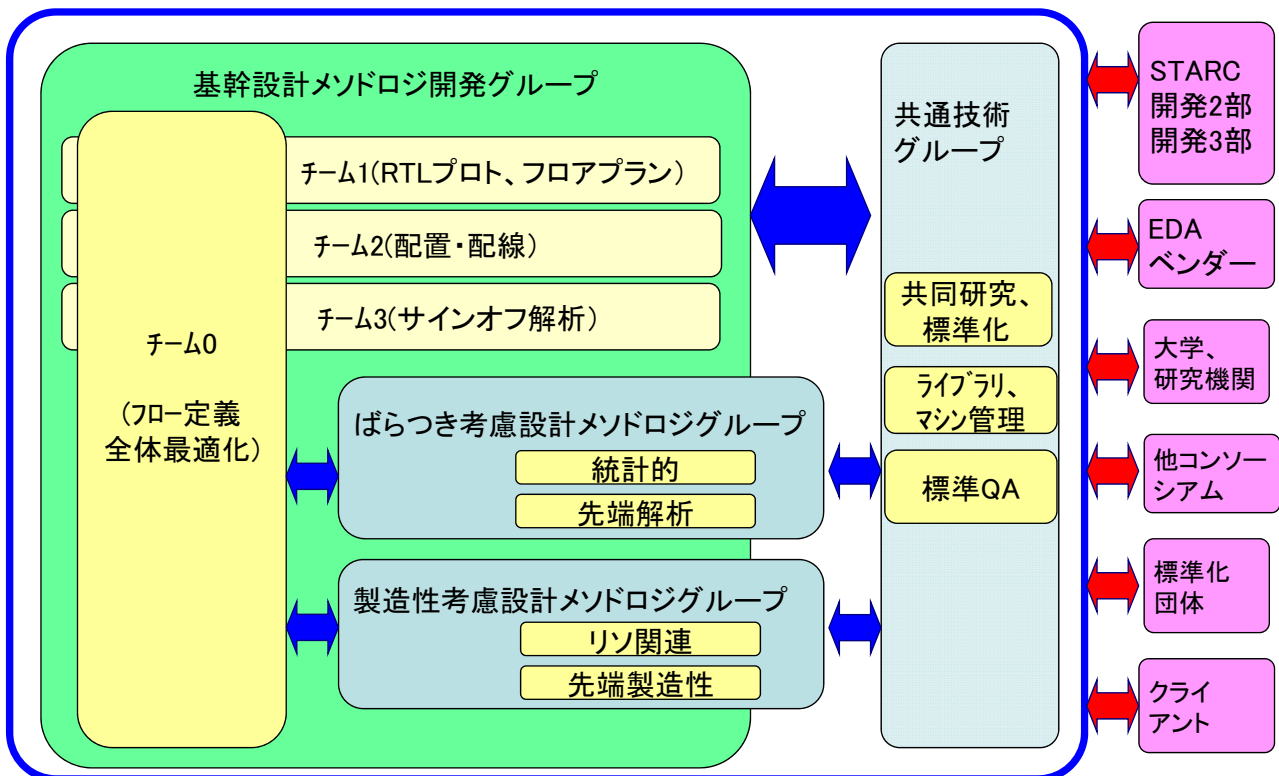 基幹設計メソドロジ開発グループ
チーム1(RTLプロト、フロアプラン)
チーム2(配置・配線)
チーム3(サインオフ解析)
チーム0
(フロー定義
全体最適化)
ばらつき考慮設計メソドロジグループ
統計的
先端解析
製造性考慮設計メソドロジグループ
リソ関連
先端製造性
共通技術
グループ
共同研究、
標準化
ライブラリ、
マシン管理
標準QA
STARC
開発2部
開発3部
EDA
ベンダー
大学、
研究機関
他コンソー
シアム
標準化
団体
クライ
アント